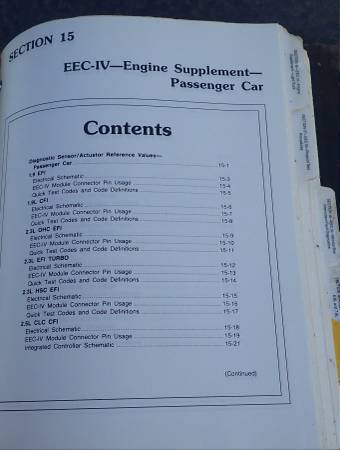 SECTION 15
EEC-IV—Engine Supplement—
Passenger Car
Contents
Diagnostic Sensor/Actuator Reference Values—
Passenger Car 15-1
1.6 EFI
Electrical Schematic 15-3
EEC-IV Module Connector Pin Usage 15-4
Quick Test Codes and Code Definitions 15-5
1.9L CFI
Electrical Schematic 15-6
EEC-IV Module Connector Pin Usage 15-7
Quick Test Codes and Code Definitions 15-8
2.3L OHC EFI
Electrical Schematic 15-9
EEC-IV Module Connector Pin Usage 15-10
Quick Test Codes and Code Definitions 15-11
2.3L EFI TURBO
Electrical Schematic 15-12
EEC-IV Module Connector Pin Usage 15-13
Quick Test Codes and Code Definitions 15-14
2.3L HSC EFI
Electrical Schematic 15-15
EEC-IV Module Connector Pin Usage 15-16
Quick Test Codes and Code Definitions 15-17
2.5L CLC CFI
Electrical Schematic 15-18
EEC-IV Module Connector Pin Usage 15-19
Integrated Controller Schematic 15-21
(Continued)